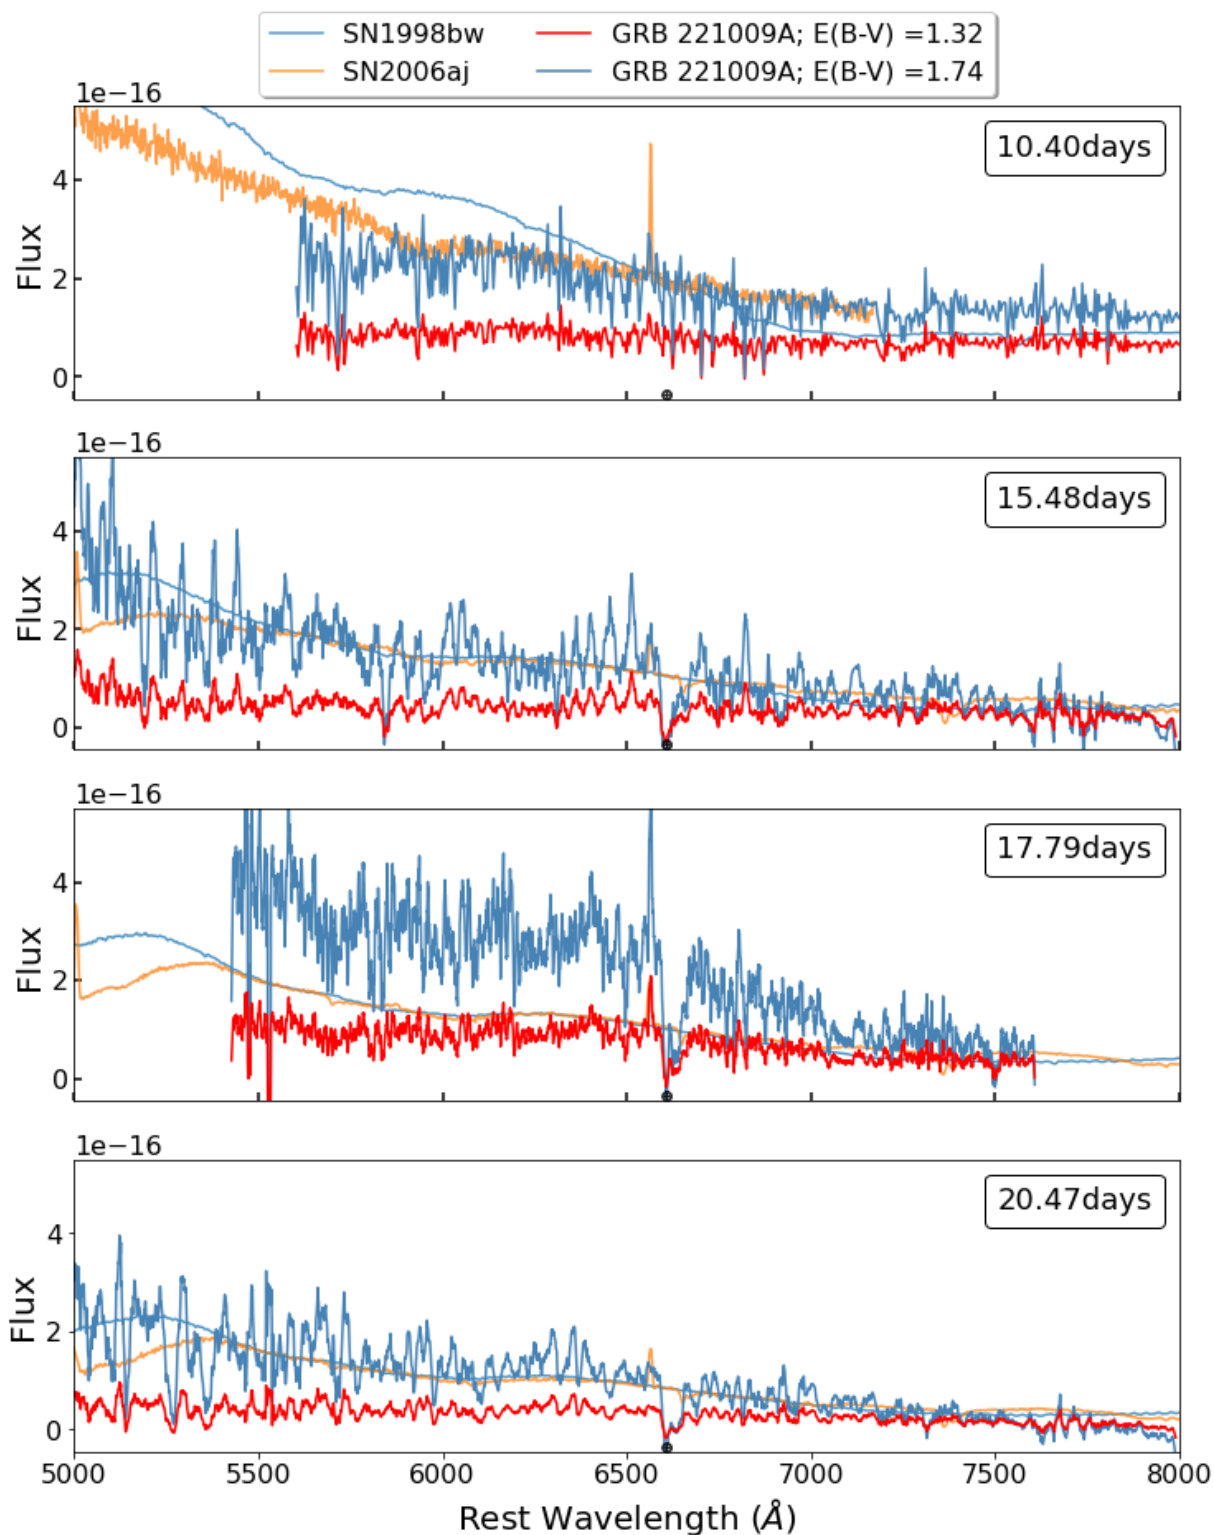 SN1998bw
GRB 221009A; E(B-V) =1.32
SN2006aj
GRB 221009A; E(B-V) =1.74
1e−16
10.40days
4
2
0
Flux
1e−16
15.48days
4
2
0
Flux
1e−16
17.79days
4
2
0
Flux
1e−16
20.47days
4
2
0
Flux
5000 5500 6000 6500 7000 7500 8000
Rest Wavelength (Å)